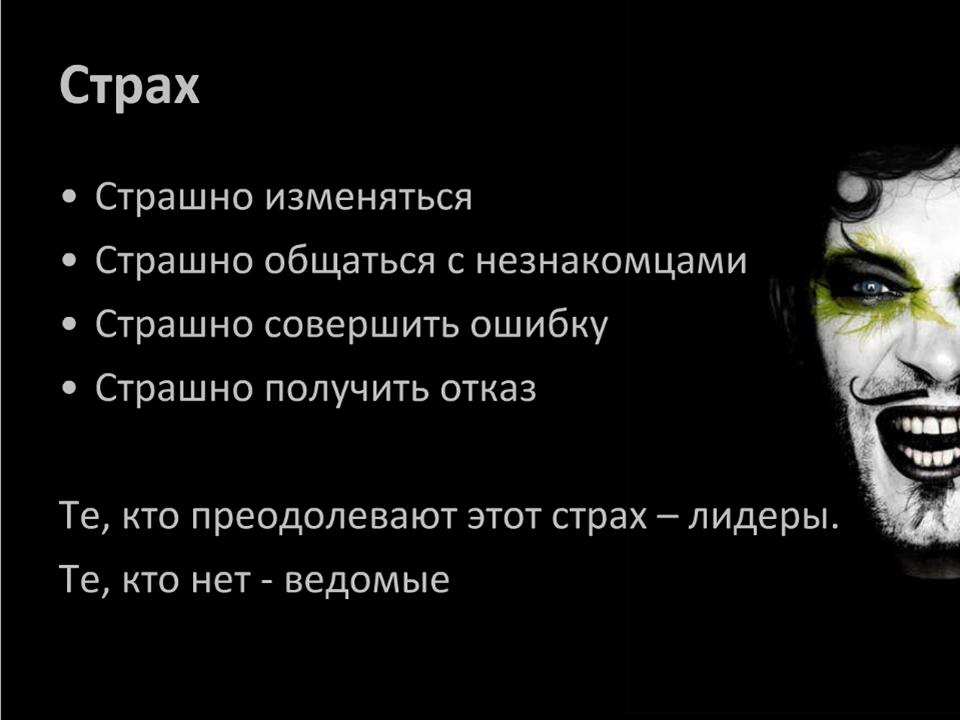 Страх
• Страшно изменяться
• Страшно общаться с незнакомцами
• Страшно совершить ошибку
• Страшно получить отказ
Те, кто преодолевают этот страх – лидеры.
Те, кто нет - ведомые